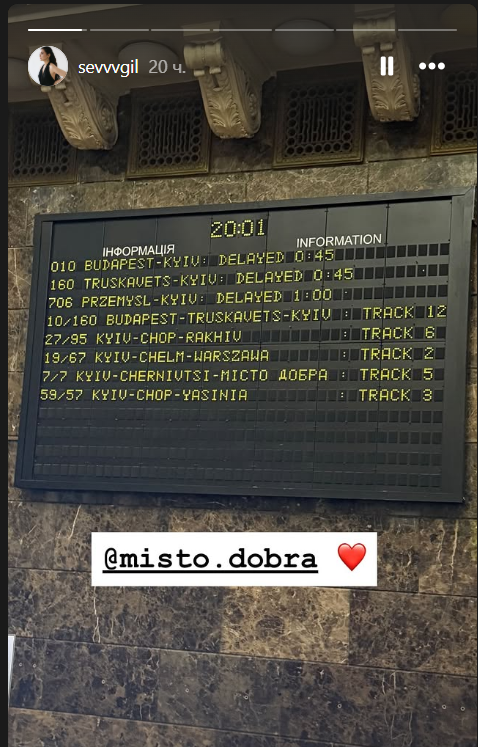 sevvvgil 20 ч.
20:01
ІНФОРМАЦІЯ INFORMATION
010 BUDAPEST-KYIV: DELAYED 0:45
160 TRUSKAVETS-KYIV: DELAYED 0:45
706 PRZEMYSL-KYIV: DELAYED 1:00
10/160 BUDAPEST-TRUSKAVETS-KYIV : TRACK 12
27/95 KYIV-CHOP-RAKHIV : TRACK 6
19/67 KYIV-CHELM-WARSZAWA : TRACK 2
7/7 KYIV-CHERNIVTSI-МІСТО ДОБРА : TRACK 5
59/57 KYIV-CHOP-YASINIA : TRACK 3
@misto.dobra ❤️